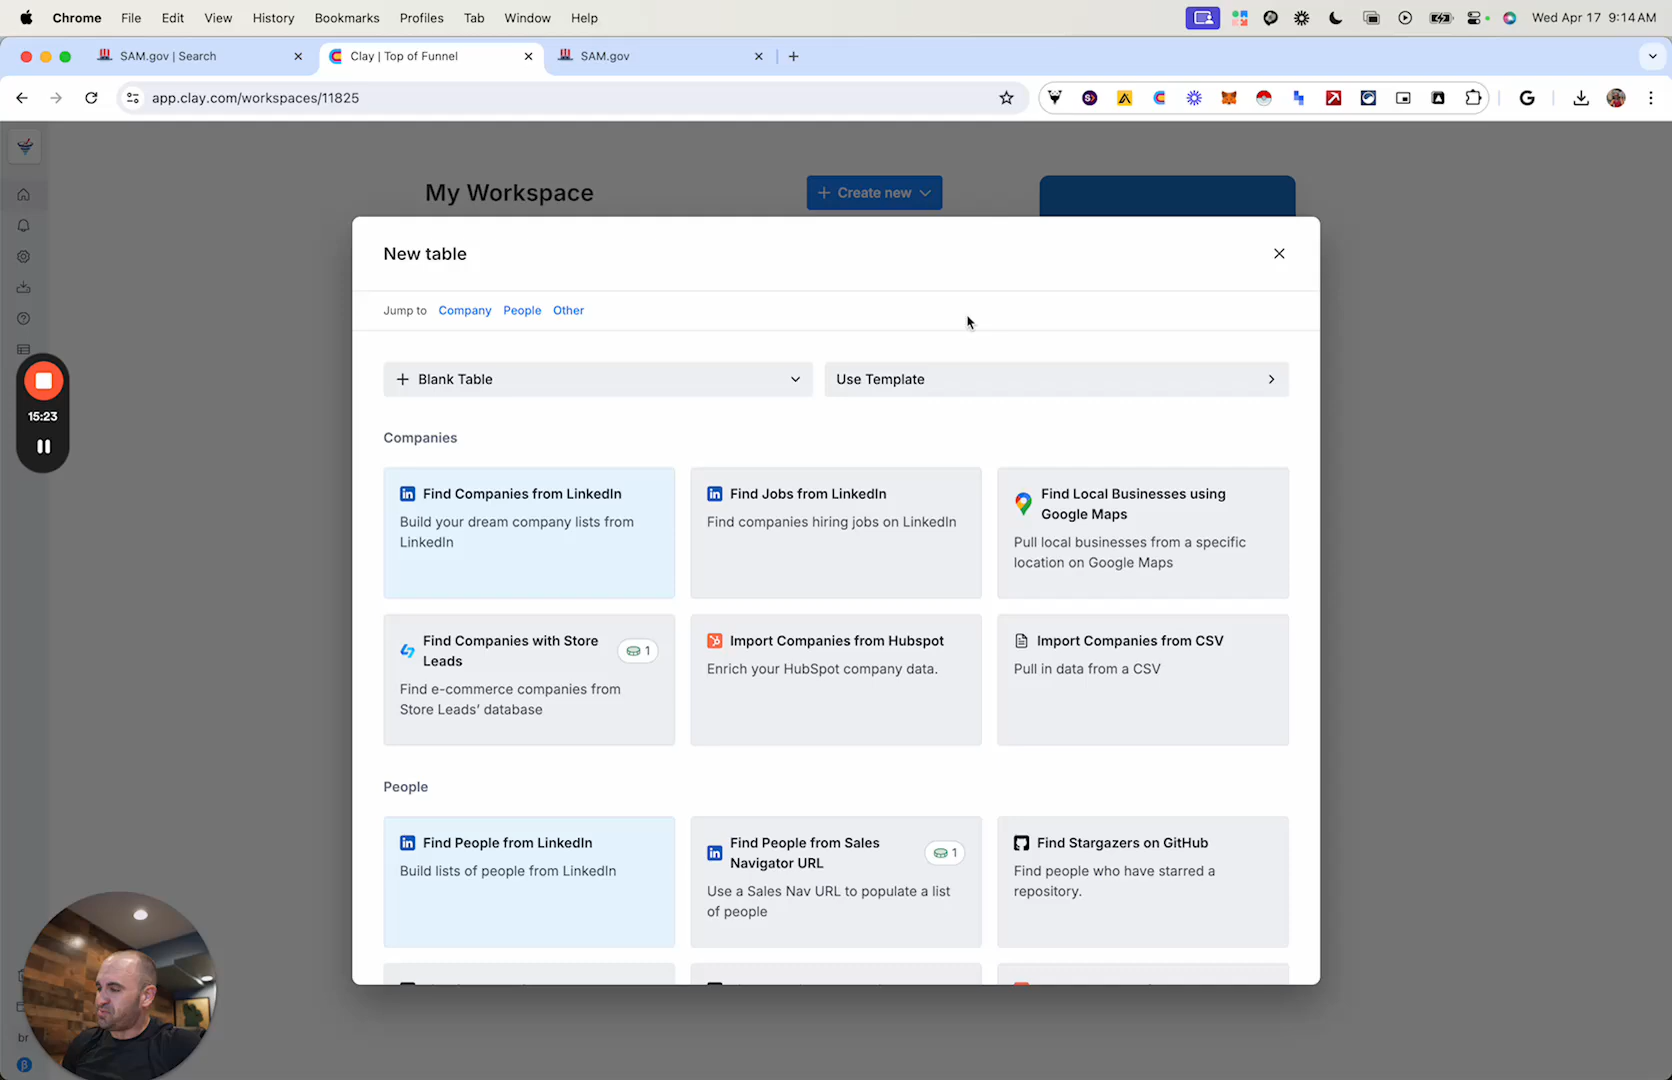 Chrome File Edit View History Bookmarks Profiles Tab Window Help Wed Apr 17 9:14 AM
SAM.gov | Search Clay | Top of Funnel SAM.gov
app.clay.com/workspaces/11825
My Workspace
Create new
New table
Jump to Company People Other
Blank Table
Use Template
Companies
Find Companies from LinkedIn
Build your dream company lists from
LinkedIn
Find Jobs from LinkedIn
Find companies hiring jobs on LinkedIn
Find Local Businesses using
Google Maps
Pull local businesses from a specific
location on Google Maps
15:23
Find Companies with Store
Leads
1
Find e-commerce companies from
Store Leads’ database
Import Companies from Hubspot
Enrich your HubSpot company data.
Import Companies from CSV
Pull in data from a CSV
People
Find People from LinkedIn
Build lists of people from LinkedIn
Find People from Sales
Navigator URL
1
Use a Sales Nav URL to populate a list
of people
Find Stargazers on GitHub
Find people who have starred a
repository.
br